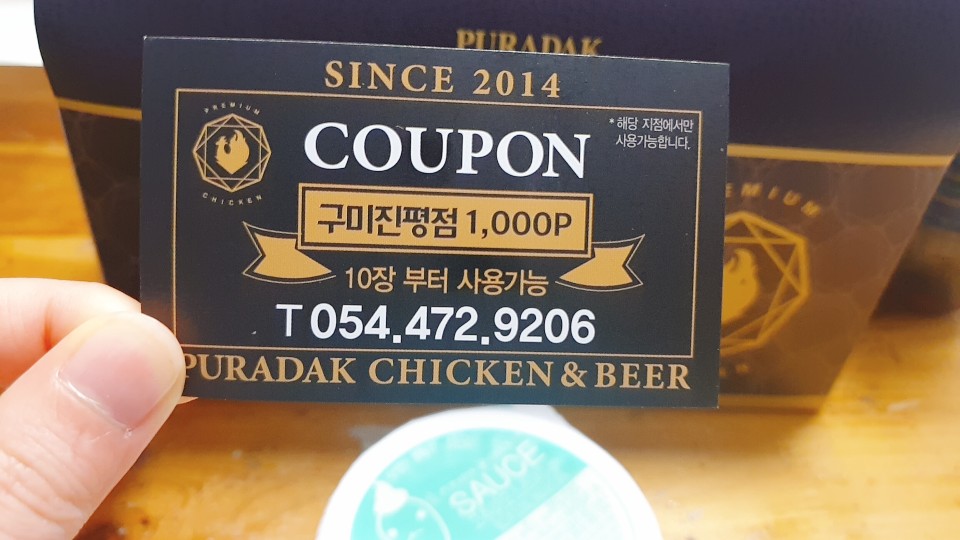 PURADAK
SINCE 2014
PREMIUM
CHICKEN
COUPON
* 해당 지점에서만
사용가능합니다.
구미진평점 1,000P
10장 부터 사용가능
T 054.472.9206
PURADAK CHICKEN & BEER
EMIUM
SAUCE